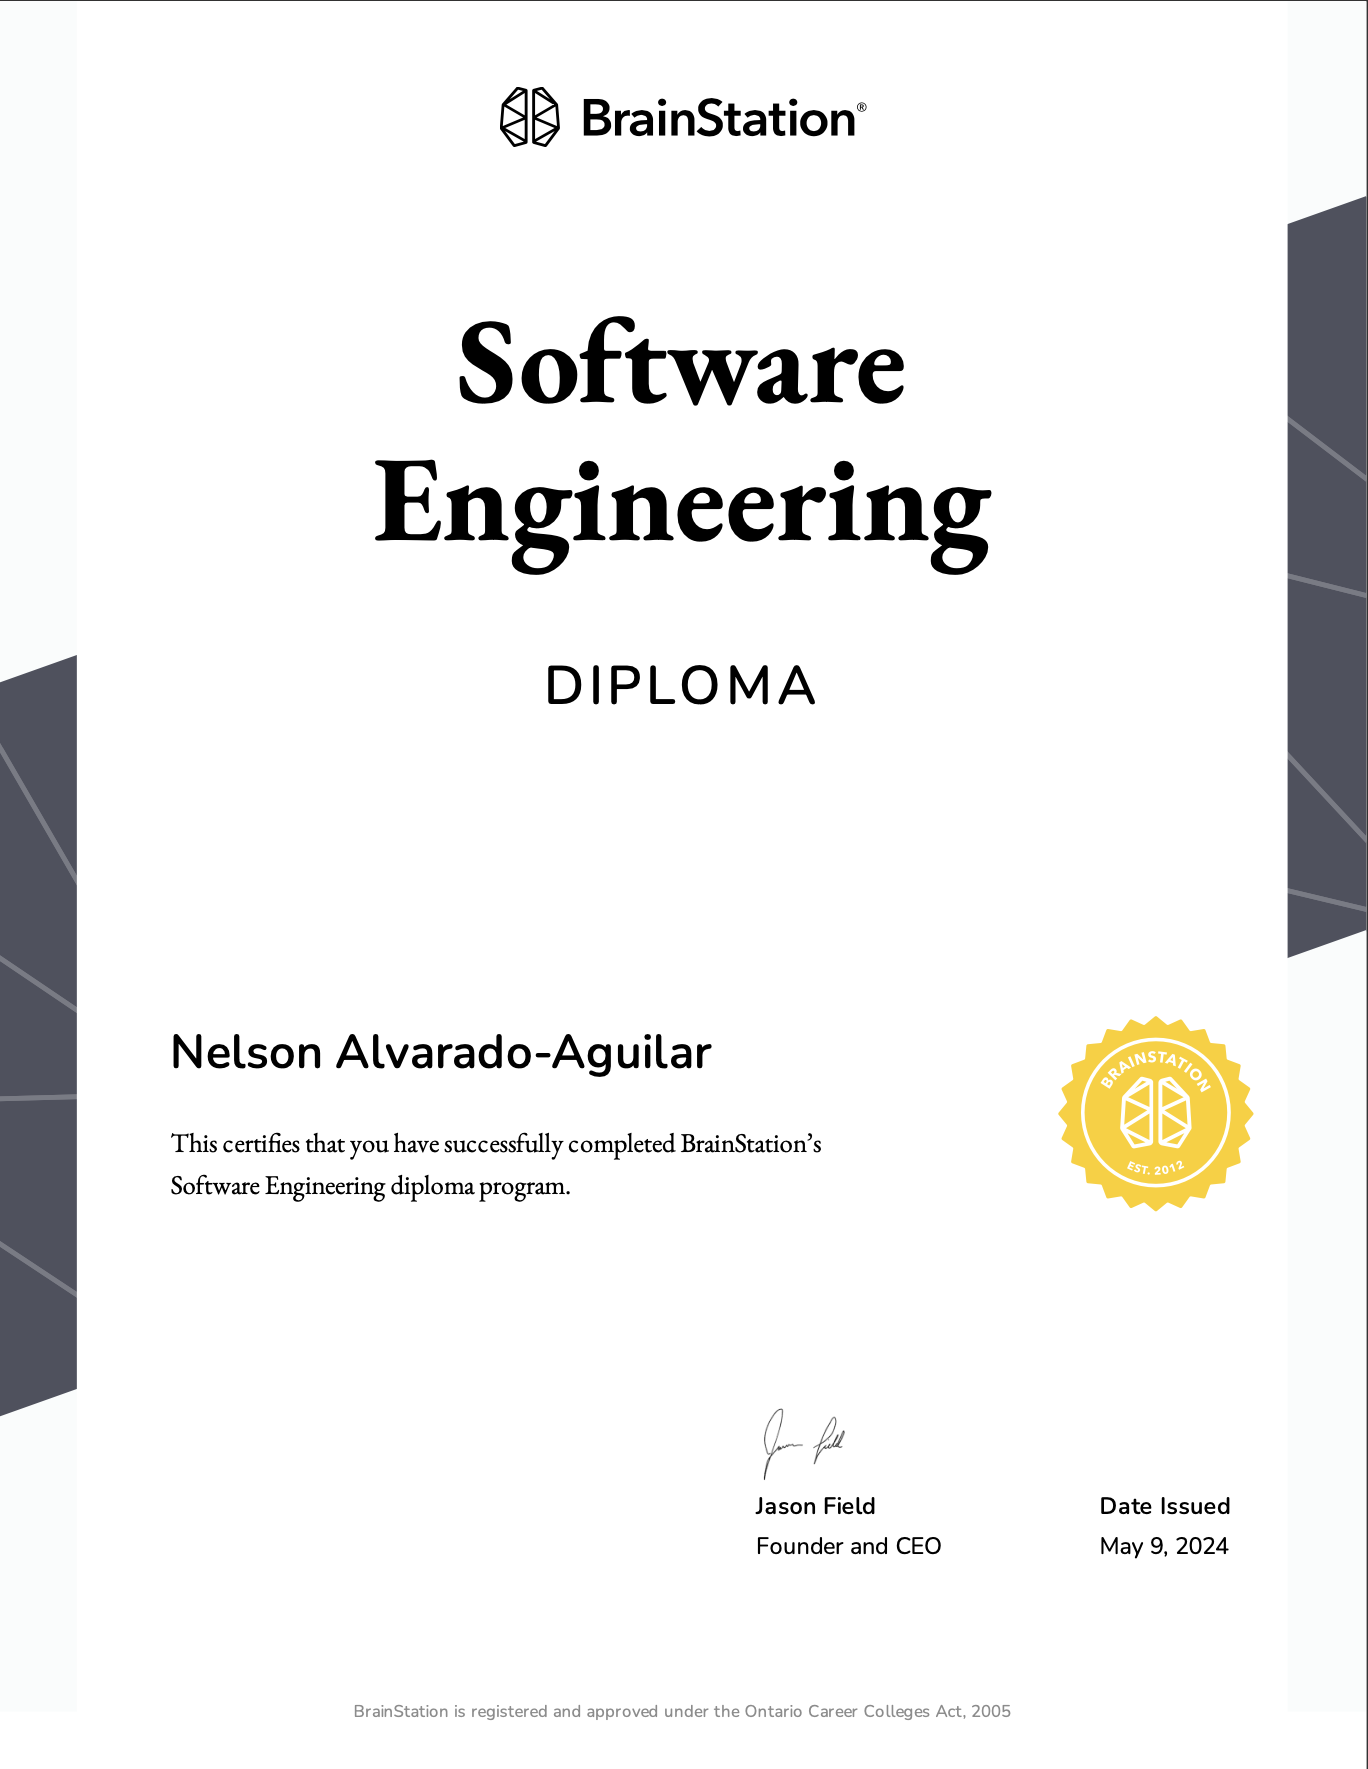 BrainStation®
Software
Engineering
DIPLOMA
Nelson Alvarado-Aguilar
This certifies that you have successfully completed BrainStation’s
Software Engineering diploma program.
BRAINSTATION
EST. 2012
Jason Field
Jason Field
Founder and CEO
Date Issued
May 9, 2024
BrainStation is registered and approved under the Ontario Career Colleges Act, 2005